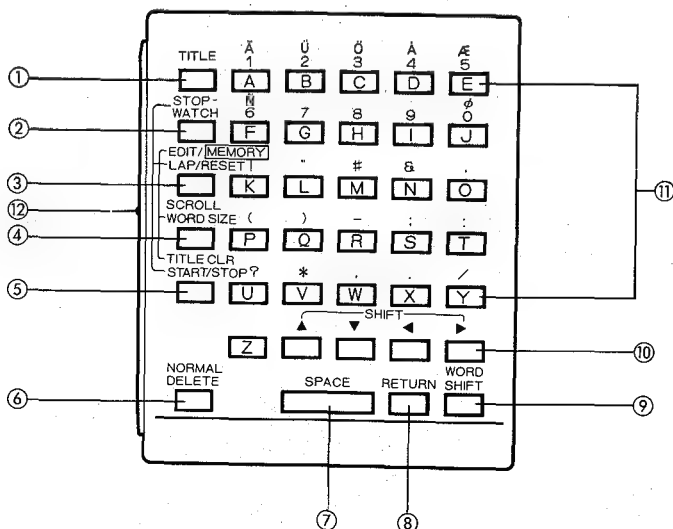 Ä Ü Ö Å Æ
TITLE 1 2 3 4 5
① A B C D E ⑪
STOP- Ñ Ø
② WATCH 6 7 8 9 0
F G H I J
EDIT/MEMORY
LAP/RESET ! " # & ,
③ K L M N O
⑫ SCROLL
④ WORD SIZE ( ) – ; :
P Q R S T
TITLE CLR
START/STOP ? * , . /
⑤ U V W X Y
SHIFT
▲ ▼ ◀ ▶
Z ⑩
NORMAL WORD
DELETE SPACE RETURN SHIFT
⑥ ⑨
⑦ ⑧